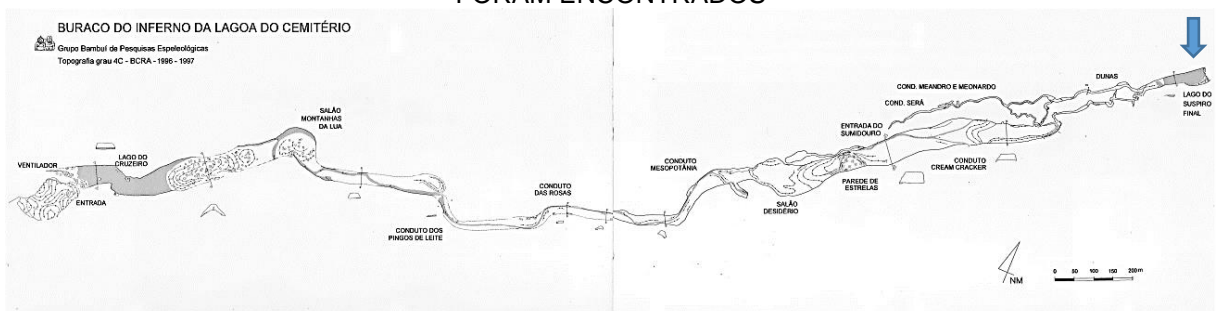 FORAM ENCONTRADOS
BURACO DO INFERNO DA LAGOA DO CEMITÉRIO
Grupo Bambuí de Pesquisas Espeleológicas
Topografia grau 4C - BCRA - 1996 - 1997
VENTILADOR
ENTRADA
LAGO DO
CRUZEIRO
SALÃO
MONTANHAS
DA LUA
CONDUTO DOS
PINGOS DE LEITE
CONDUTO
DAS ROSAS
CONDUTO
MESOPOTÂNIA
SALÃO
DESIDÉRIO
PAREDE DE
ESTRELAS
ENTRADA DO
SUMIDOURO
COND. SERÁ
COND. MEANDRO E MEDNARDO
CONDUTO
CREAM CRACKER
DUNAS
LAGO DO
SUSPIRO
FINAL
NM
0 50 100 150 200m